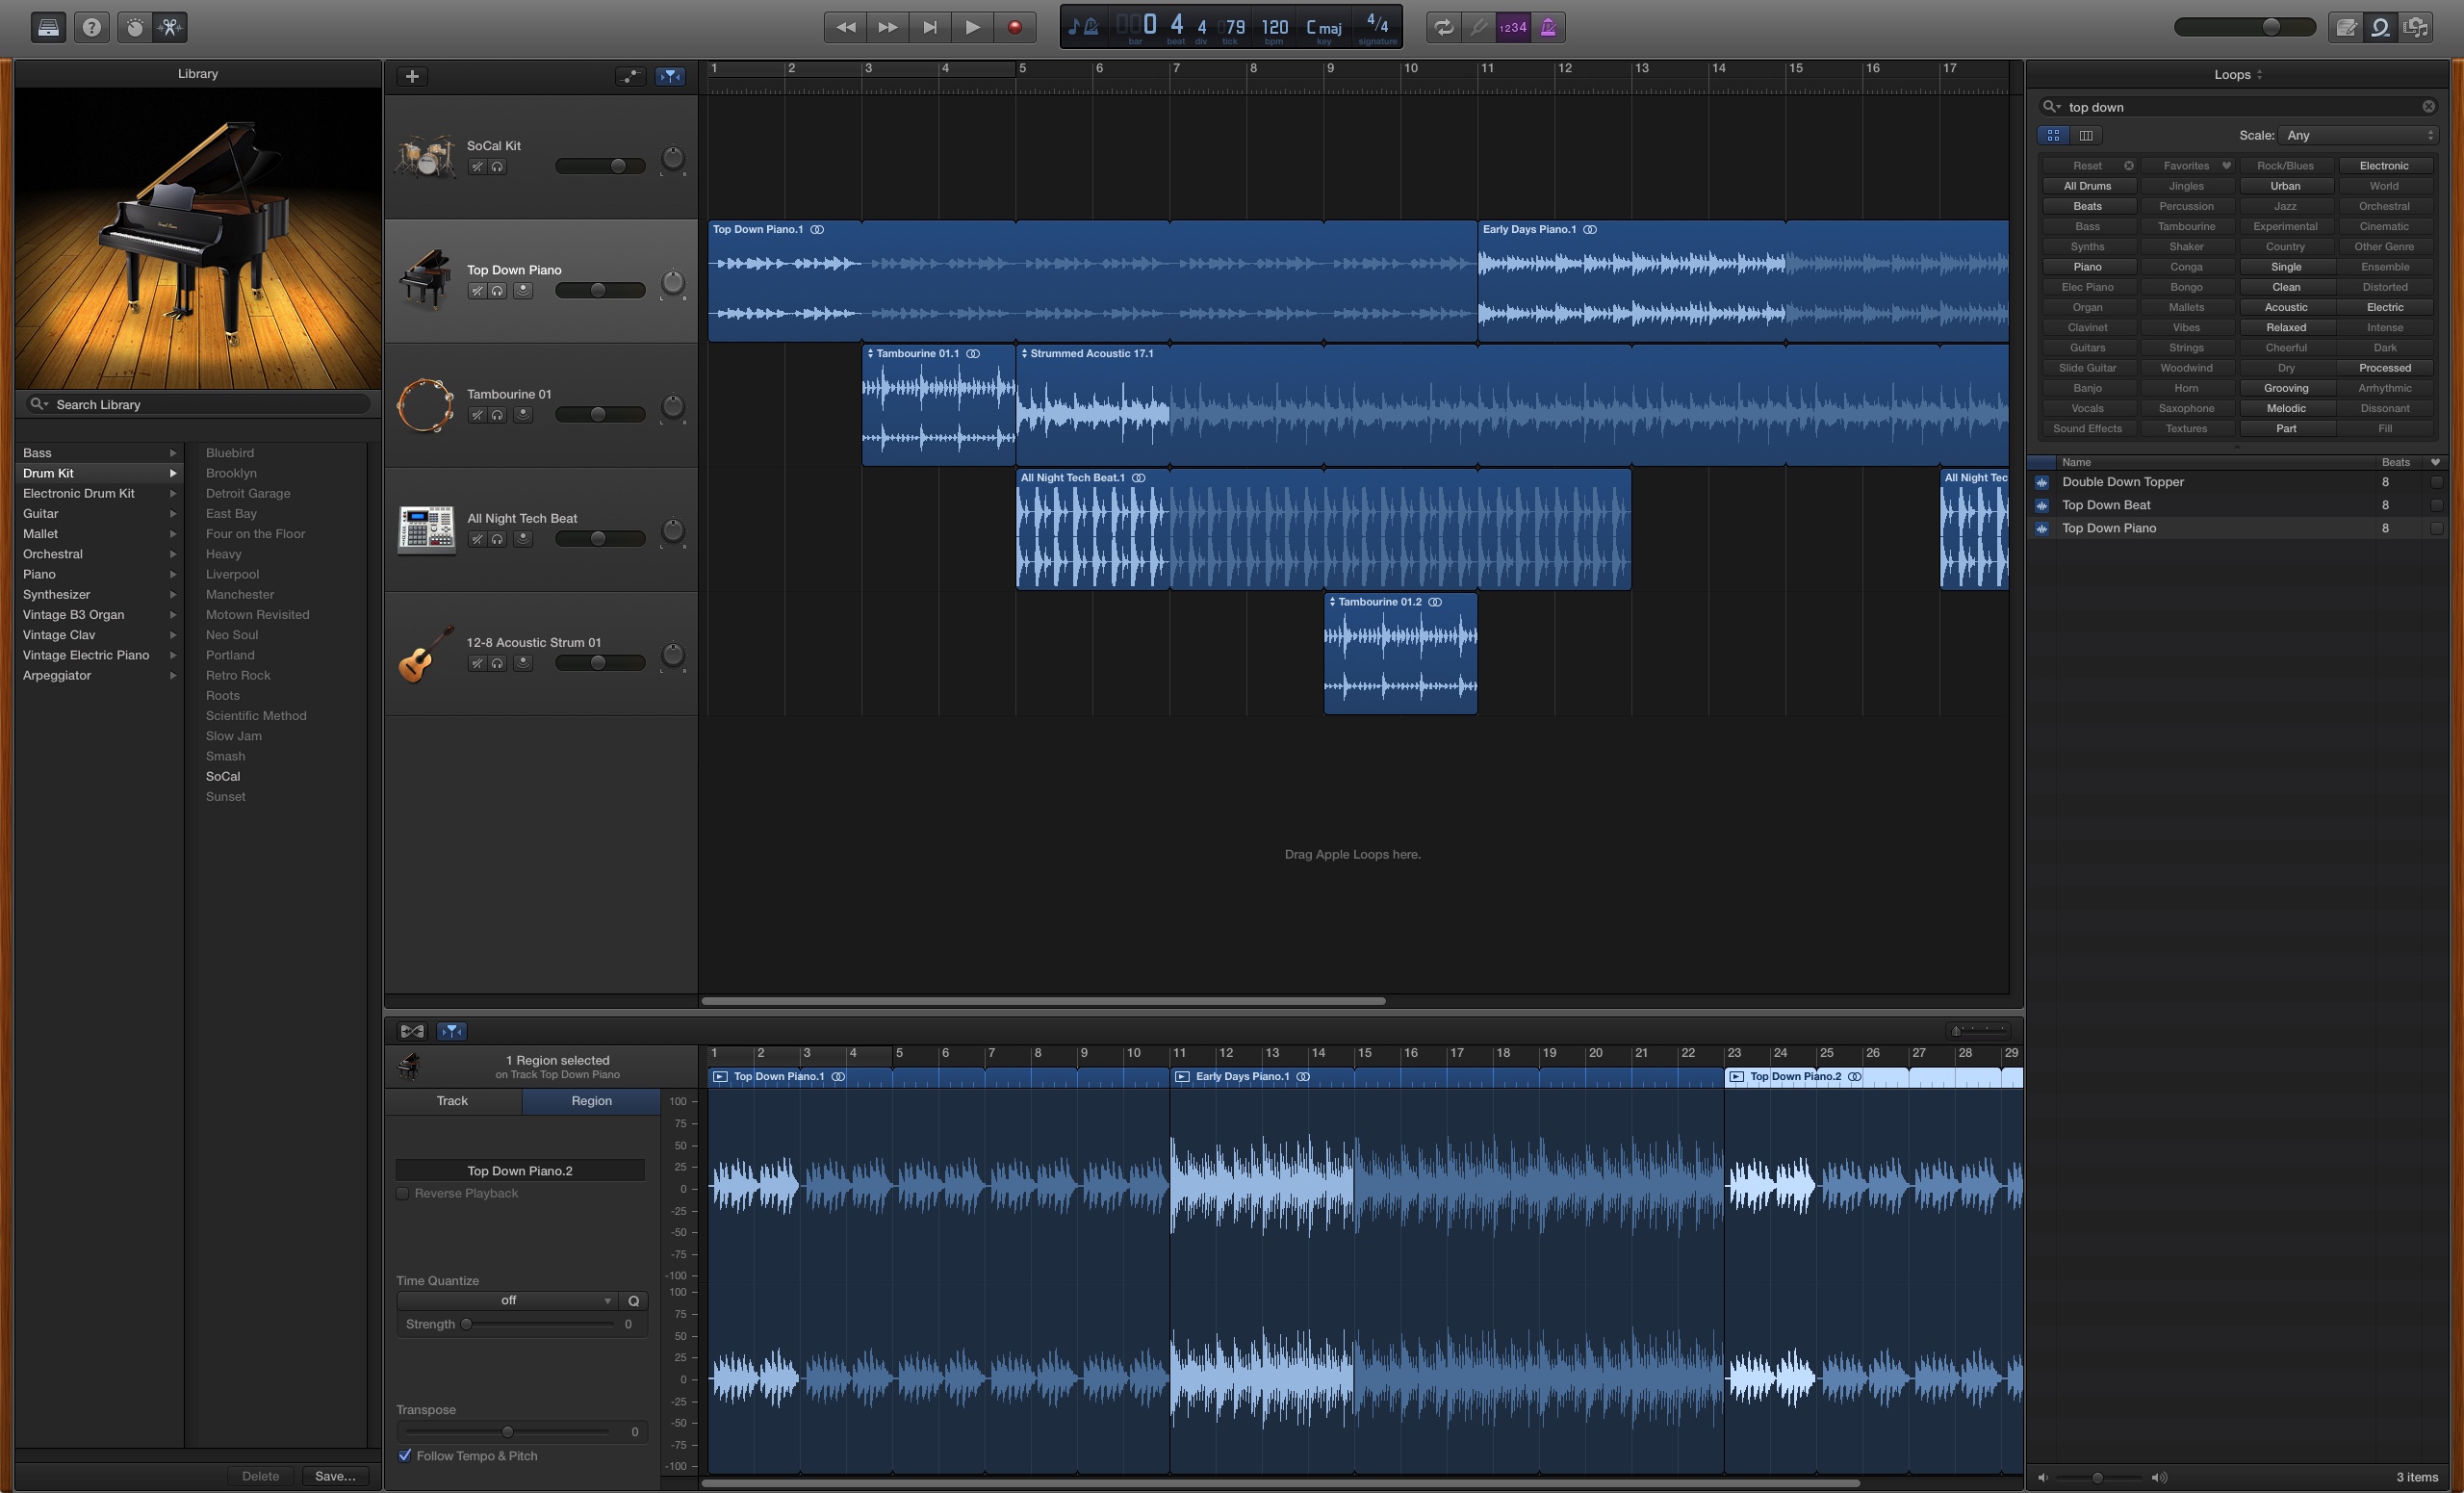 0 4 4 79 120 C maj 4/4
bar beat div tick bpm key signature
1234
Library
Search Library
Bass
Drum Kit
Electronic Drum Kit
Guitar
Mallet
Orchestral
Piano
Synthesizer
Vintage B3 Organ
Vintage Clav
Vintage Electric Piano
Arpeggiator
Bluebird
Brooklyn
Detroit Garage
East Bay
Four on the Floor
Heavy
Liverpool
Manchester
Motown Revisited
Neo Soul
Portland
Retro Rock
Roots
Scientific Method
Slow Jam
Smash
SoCal
Sunset
Delete Save...
1 2 3 4 5 6 7 8 9 10 11 12 13 14 15 16 17
SoCal Kit
Top Down Piano
Tambourine 01
All Night Tech Beat
12-8 Acoustic Strum 01
L R
L R
L R
L R
L R
Top Down Piano.1 Early Days Piano.1
Tambourine 01.1 Strummed Acoustic 17.1
All Night Tech Beat.1 All Night Tec
Tambourine 01.2
Drag Apple Loops here.
1 Region selected
on Track Top Down Piano
Track Region
Top Down Piano.2
Reverse Playback
Time Quantize
off Q
Strength 0
Transpose
0
Follow Tempo & Pitch
1 2 3 4 5 6 7 8 9 10 11 12 13 14 15 16 17 18 19 20 21 22 23 24 25 26 27 28 29
Top Down Piano.1 Early Days Piano.1 Top Down Piano.2
100
75
50
25
0
-25
-50
-75
-100
100
75
50
25
0
-25
-50
-75
-100
Loops
top down
Scale: Any
Reset Favorites Rock/Blues Electronic
All Drums Jingles Urban World
Beats Percussion Jazz Orchestral
Bass Tambourine Experimental Cinematic
Synths Shaker Country Other Genre
Piano Conga Single Ensemble
Elec Piano Bongo Clean Distorted
Organ Mallets Acoustic Electric
Clavinet Vibes Relaxed Intense
Guitars Strings Cheerful Dark
Slide Guitar Woodwind Dry Processed
Banjo Horn Grooving Arrhythmic
Vocals Saxophone Melodic Dissonant
Sound Effects Textures Part Fill
Name Beats
Double Down Topper 8
Top Down Beat 8
Top Down Piano 8
3 items